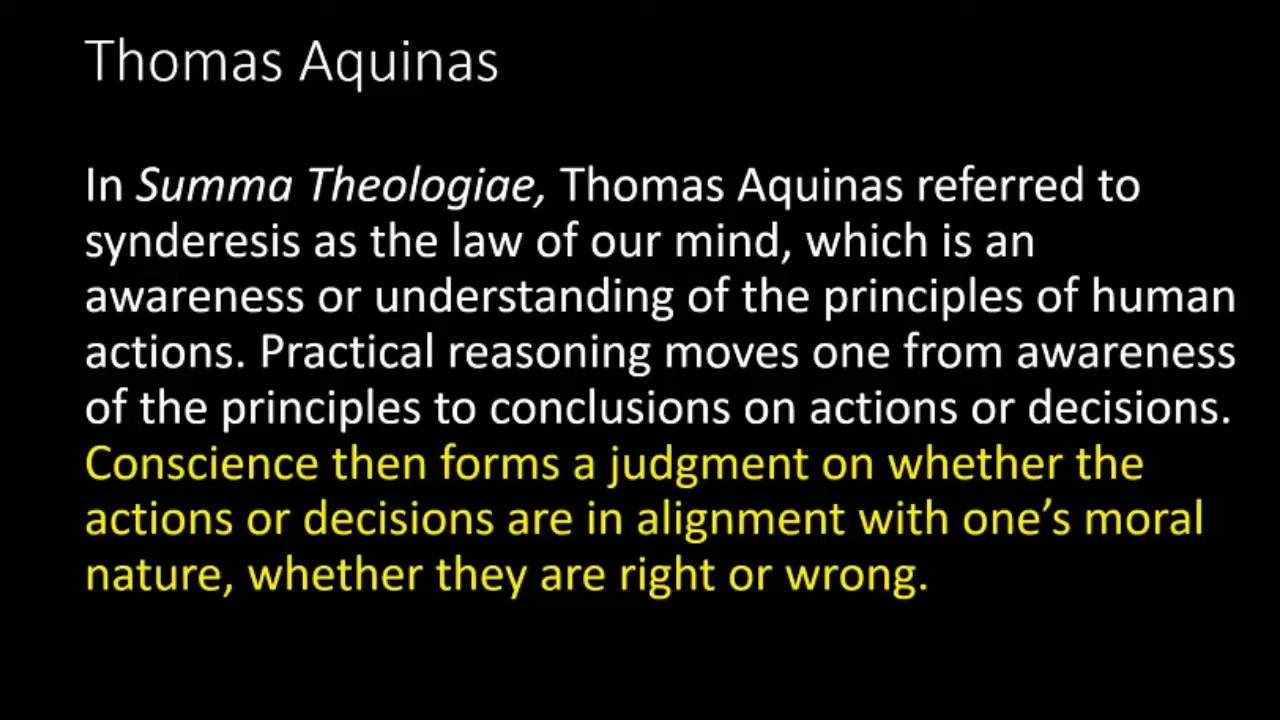 Thomas Aquinas
In Summa Theologiae, Thomas Aquinas referred to
synderesis as the law of our mind, which is an
awareness or understanding of the principles of human
actions. Practical reasoning moves one from awareness
of the principles to conclusions on actions or decisions.
Conscience then forms a judgment on whether the
actions or decisions are in alignment with one’s moral
nature, whether they are right or wrong.